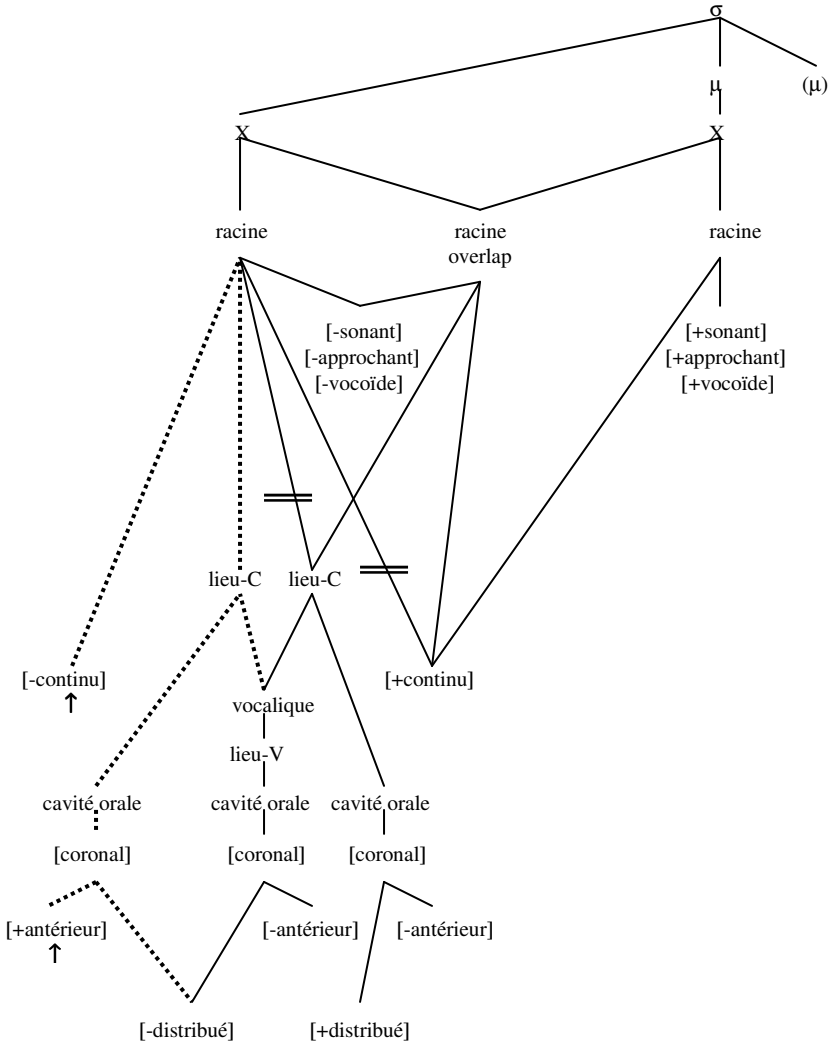 σ
μ (μ)
X X
racine racine racine
overlap
[-sonant] [+sonant]
[-approchant] [+approchant]
[-vocoïde] [+vocoïde]
lieu-C lieu-C
[-continu] [+continu]
↑
vocalique
lieu-V
cavité orale cavité orale cavité orale
[coronal] [coronal] [coronal]
[+antérieur] [-antérieur] [-antérieur]
↑
[-distribué] [+distribué]